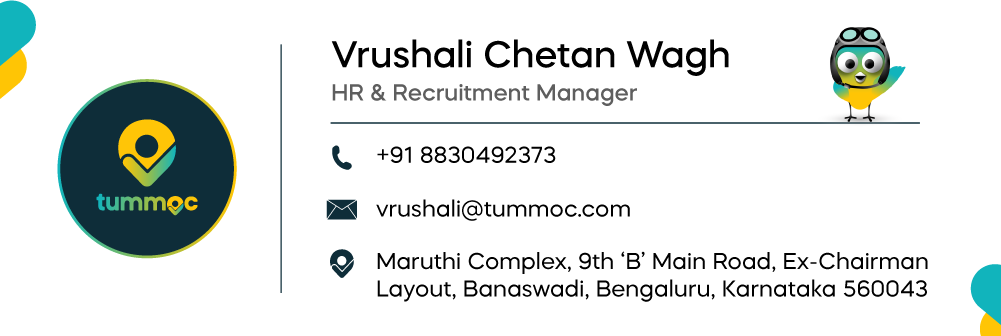 tummoc
Vrushali Chetan Wagh
HR & Recruitment Manager
+91 8830492373
vrushali@tummoc.com
Maruthi Complex, 9th ‘B’ Main Road, Ex-Chairman
Layout, Banaswadi, Bengaluru, Karnataka 560043